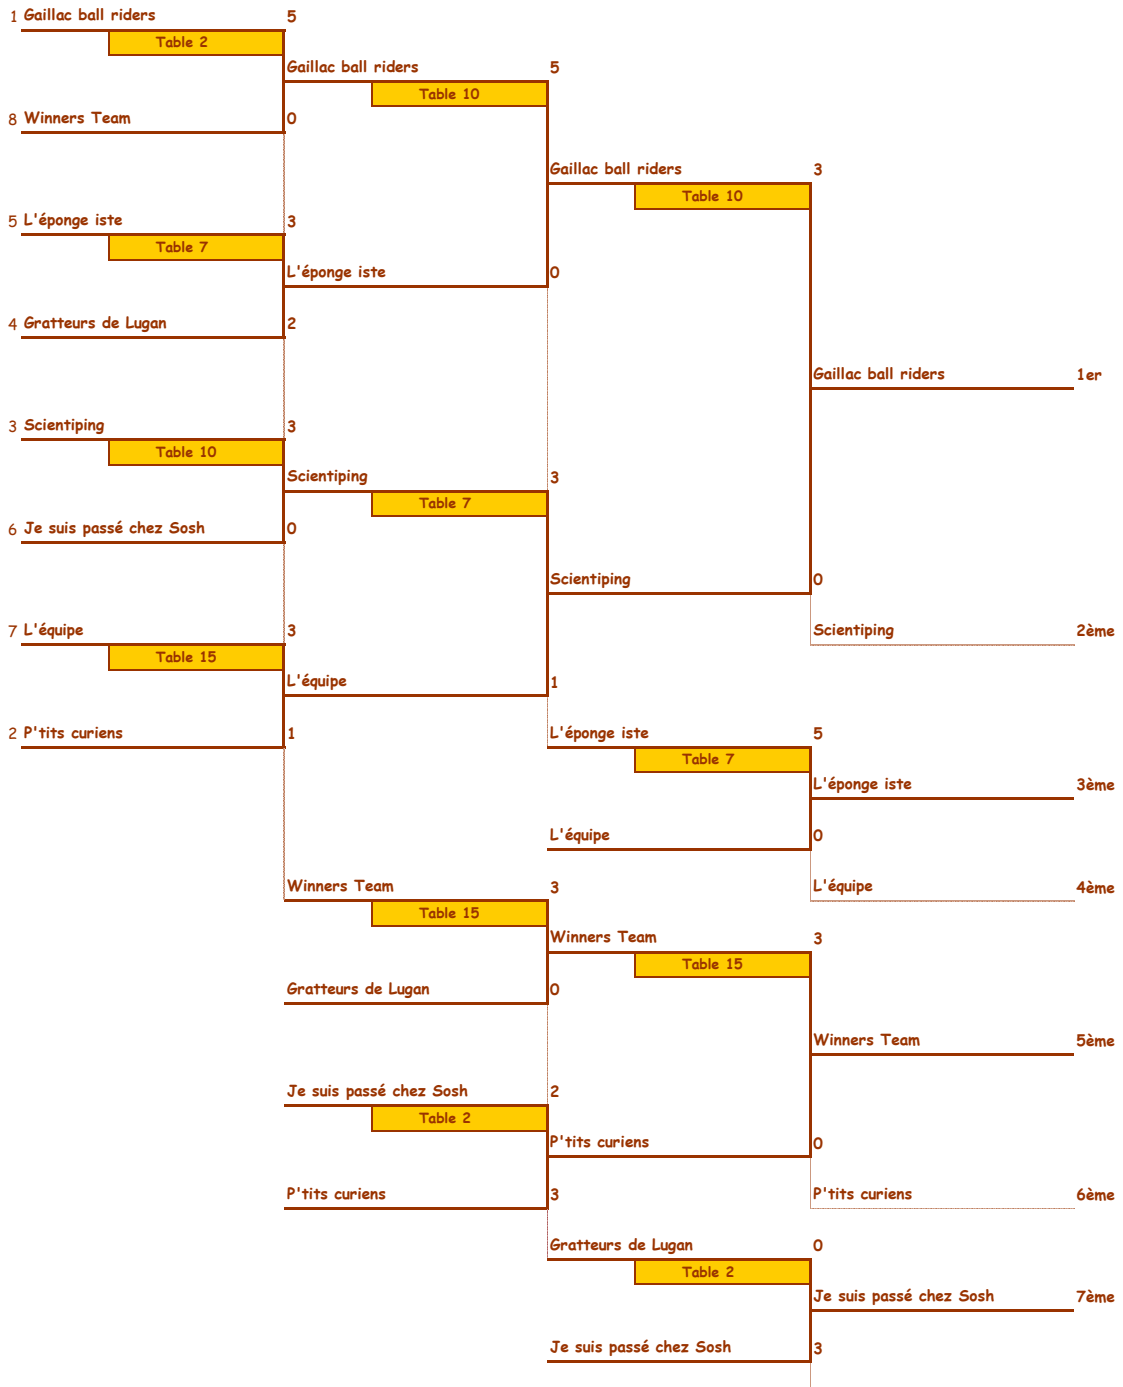 1 Gaillac ball riders 5
Table 2
Gaillac ball riders 5
Table 10
8 Winners Team 0
Gaillac ball riders 3
Table 10
5 L'éponge iste 3
Table 7
L'éponge iste 0
4 Gratteurs de Lugan 2
Gaillac ball riders 1er
3 Scientiping 3
Table 10
Scientiping 3
Table 7
6 Je suis passé chez Sosh 0
Scientiping 0
7 L'équipe 3
Scientiping 2ème
Table 15
L'équipe 1
2 P'tits curiens 1
L'éponge iste 5
Table 7
L'éponge iste 3ème
L'équipe 0
Winners Team 3
L'équipe 4ème
Table 15
Winners Team 3
Table 15
Gratteurs de Lugan 0
Winners Team 5ème
Je suis passé chez Sosh 2
Table 2
P'tits curiens 0
P'tits curiens 3
P'tits curiens 6ème
Gratteurs de Lugan 0
Table 2
Je suis passé chez Sosh 7ème
Je suis passé chez Sosh 3